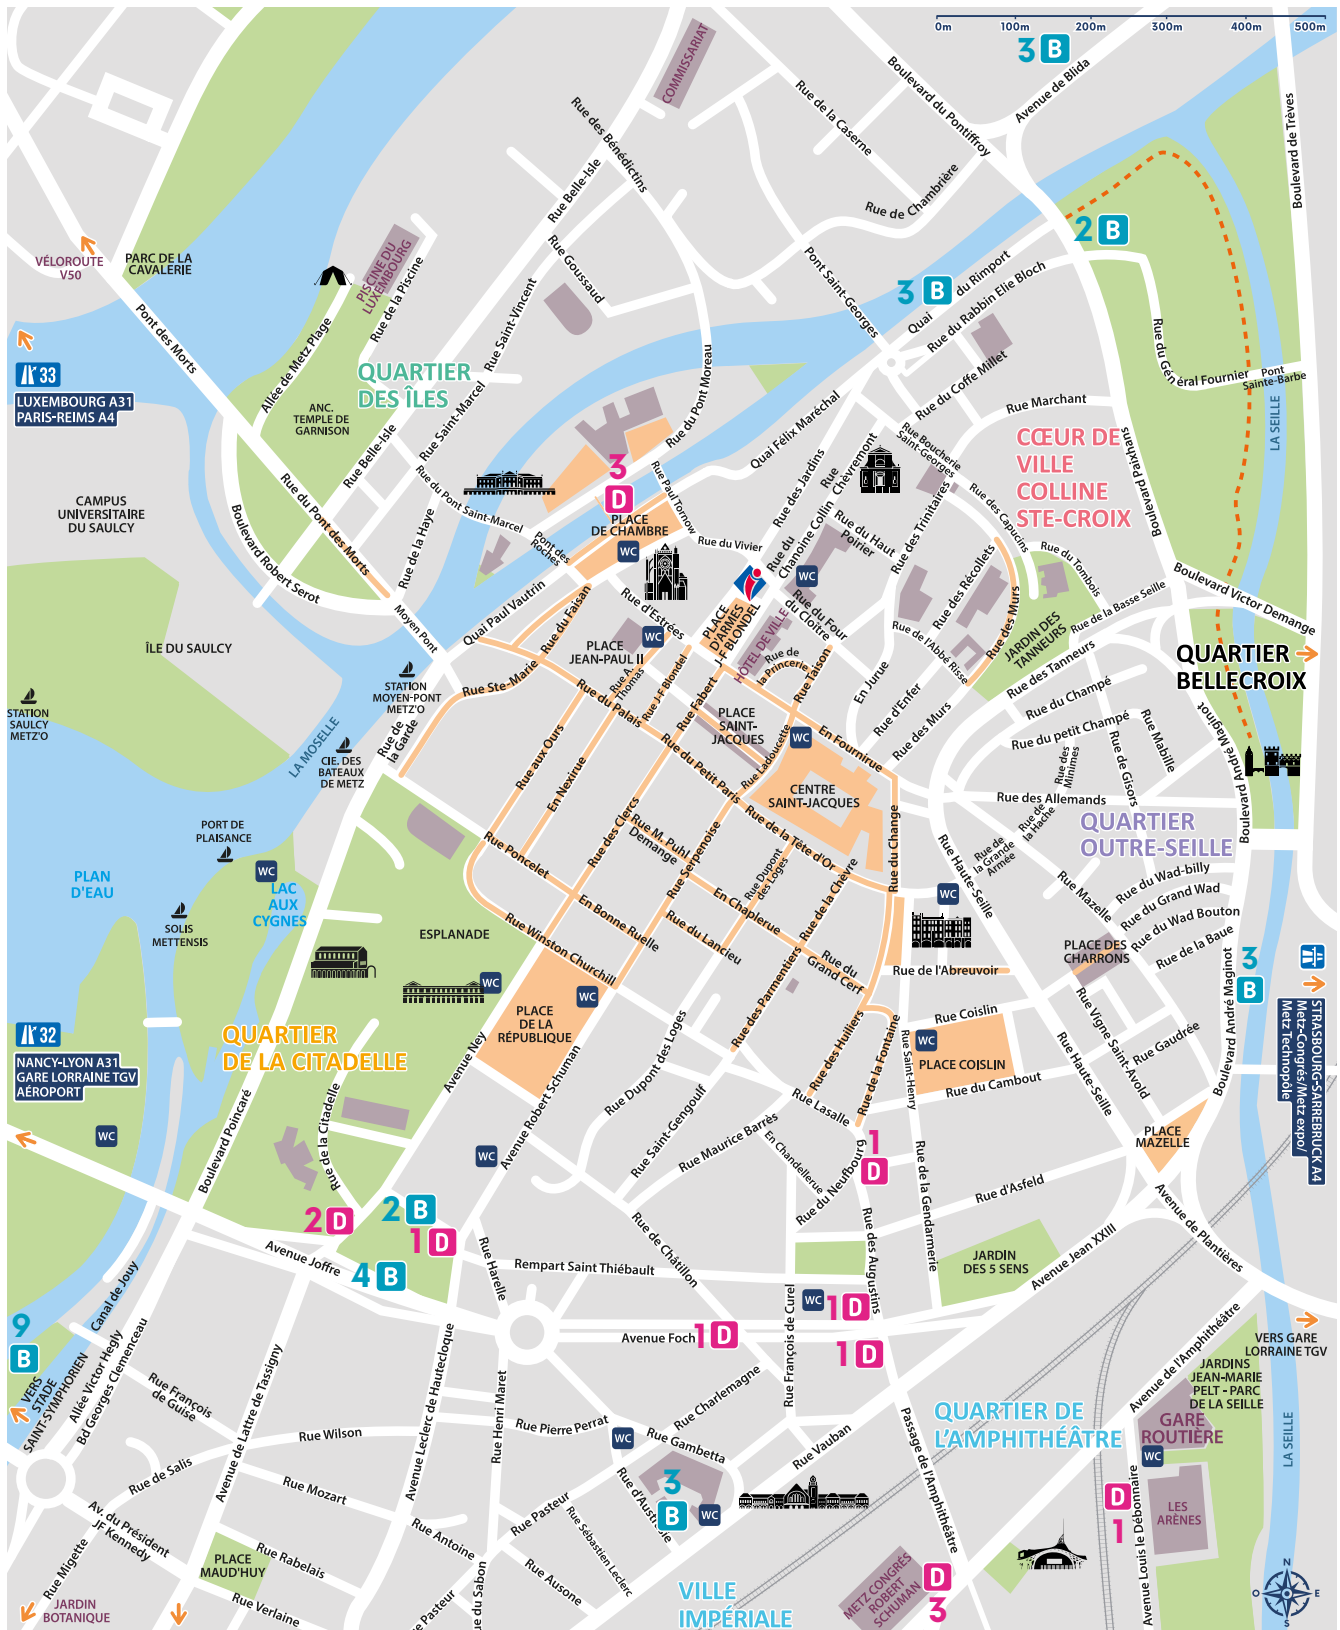 0m 100m 200m 300m 400m 500m
3 B
COMMISSARIAT
Boulevard du Pontiffroy
Avenue de Blida
Rue de la Caserne
Rue des Bénédictins
Boulevard de Trèves
Rue Belle-Isle
Rue de Chambrière
VÉLOROUTE
V50
PARC DE LA
CAVALERIE
PISCINE DU
LUXEMBOURG
Rue de la Piscine
Rue Goussaud
Pont Saint-Georges
2 B
3 B
Quai du Rimport
Rue du Rabbin Elie Bloch
Pont des Morts
Allée de Metz Plage
Rue Saint-Vincent
Rue du Pont Moreau
Rue du Général Fournier
Pont
Sainte-Barbe
33
LUXEMBOURG A31
PARIS-REIMS A4
QUARTIER
DES ÎLES
ANC.
TEMPLE DE
GARNISON
Rue Saint-Marcel
Rue Belle-Isle
Rue du Coffe Millet
Rue Marchant
LA SEILLE
Quai Félix Maréchal
Rue Boucherie
Saint-Georges
CŒUR DE
VILLE
COLLINE
STE-CROIX
Boulevard Paixhans
3
D
Rue du Pont Saint-Marcel
Rue Paul Tornow
Rue des Jardins
Rue
Chèvremont
CAMPUS
UNIVERSITAIRE
DU SAULCY
Rue du Pont des Morts
Boulevard Robert Serot
Rue de la Haye
PLACE
DE CHAMBRE
WC
Pont des
Roches
Rue du Vivier
Rue du
Chanoine Collin
Rue du Haut
Poirier
Rue des Trinitaires
Rue des Capucins
Rue du Tombois
Rue des Récollets
Rue des Murs
JARDIN DES
TANNEURS
Rue de la Basse Seille
Boulevard Victor Demange
Moyen Pont
Quai Paul Vautrin
Rue du Faisan
Rue d'Estrées
WC
PLACE
D'ARMES
J-F BLONDEL
HÔTEL DE VILLE
WC
Rue du Four
du Cloître
Rue de
la Princerie
Rue Taison
Rue de l'Abbé Risse
ÎLE DU SAULCY
PLACE
JEAN-PAUL II
Rue A.
Thomas
Rue J-F Blondel
Rue Fabert
En Jurue
Rue d'Enfer
Rue des Murs
Rue des Tanneurs
Rue du Champé
QUARTIER
BELLECROIX
STATION
MOYEN-PONT
METZ'O
STATION
SAULCY
METZ'O
Rue Ste-Marie
Rue du Palais
PLACE
SAINT-
JACQUES
WC
En Fournirue
Rue du petit Champé
Rue Mabille
LA MOSELLE
Rue de
la Garde
CIE. DES
BATEAUX
DE METZ
Rue aux Ours
En Nexirue
Rue du Petit Paris
Rue Ladoucette
CENTRE
SAINT-JACQUES
Rue des
Minimes
Rue de Gisors
Rue des Allemands
Boulevard André Maginot
PORT DE
PLAISANCE
Rue Poncelet
Rue des Clercs
Rue M. Puhl
Demange
Rue Serpenoise
Rue de la Tête d'Or
Rue du Change
Rue Haute-Seille
Rue de
la Hache
Rue de
la Grande
Armée
QUARTIER
OUTRE-SEILLE
PLAN
D'EAU
WC
LAC
AUX
CYGNES
SOLIS
METTENSIS
Rue Dupont
des Loges
Rue de la Chèvre
WC
Rue Mazelle
Rue du Wad-billy
Rue du Grand Wad
Rue du Wad Bouton
Rue de la Baue
ESPLANADE
Rue Winston Churchill
En Bonne Ruelle
Rue du Lancieu
En Chaplerue
PLACE DES
CHARRONS
3
B
WC
WC
Rue des Parmentiers
Rue du
Grand Cerf
Rue de l'Abreuvoir
Rue Vigne Saint-Avold
STRASBOURG-SARREBRUCK A4
Metz-Congrés/Metz expo/
Metz Technopôle
32
NANCY-LYON A31
GARE LORRAINE TGV
AÉROPORT
QUARTIER
DE LA CITADELLE
PLACE
DE LA
RÉPUBLIQUE
Avenue Ney
Rue Dupont des Loges
Rue des Huiliers
Rue de la Fontaine
Rue Saint-Henry
Rue Coislin
WC
PLACE COISLIN
Rue du Cambout
Rue Haute-Seille
Rue Gaudrée
Boulevard André Maginot
WC
Boulevard Poincaré
Rue de la Citadelle
Avenue Robert Schuman
WC
Rue Saint-Gengoulf
Rue Maurice Barrès
Rue Lasalle
En Chandellerue
Rue du Neufbourg
1
D
Rue de la Gendarmerie
PLACE
MAZELLE
Rue d'Asfeld
2 D
2 B
1 D
Avenue Joffre
4 B
Rue Harelle
Rempart Saint Thiébault
Rue de Châtillon
Rue des Augustins
JARDIN
DES 5 SENS
Avenue Jean XXIII
Avenue de Plantières
9
B
Canal de Jouy
WC
1 D
Avenue Foch
1 D
1 D
Rue François de Curel
VERS GARE
LORRAINE TGV
VERS
STADE
SAINT-SYMPHORIEN
Allée Victor Hegly
Bd Georges Clemenceau
Rue François
de Guise
Avenue de Lattre de Tassigny
Avenue Leclerc de Hautecloque
Rue Henri Maret
Rue Charlemagne
Avenue de l'Amphithéâtre
JARDINS
JEAN-MARIE
PELT - PARC
DE LA SEILLE
Rue Wilson
Rue Pierre Perrat
WC
Rue Gambetta
Rue Vauban
Passage de l'Amphithéâtre
QUARTIER DE
L'AMPHITHÉÂTRE
GARE
ROUTIÈRE
WC
LA SEILLE
Rue de Salis
Rue Mozart
3
B
WC
Rue d'Austrasie
D
1
LES
ARÈNES
Av. du Président
JF Kennedy
Rue Antoine
Rue Pasteur
Rue Sébastien Leclerc
Rue Migette
PLACE
MAUD'HUY
Rue Rabelais
Rue Ausone
METZ CONGRÈS
ROBERT
SCHUMAN
D
3
Avenue Louis le Débonnaire
JARDIN
BOTANIQUE
Rue Verlaine
Pasteur
ue du Sabon
VILLE
IMPÉRIALE
N
O E
S